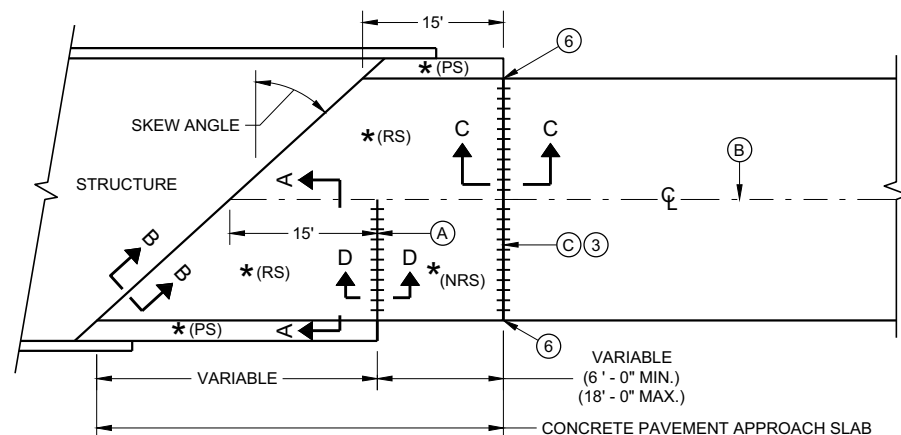 15'
6
*(PS)
SKEW ANGLE
*(RS)
C
C
B
STRUCTURE
A
℄
15'
A
B
B
*(RS)
D
D
*(NRS)
C
3
*(PS)
A
6
VARIABLE
VARIABLE
(6 ' - 0" MIN.)
(18' - 0" MAX.)
CONCRETE PAVEMENT APPROACH SLAB